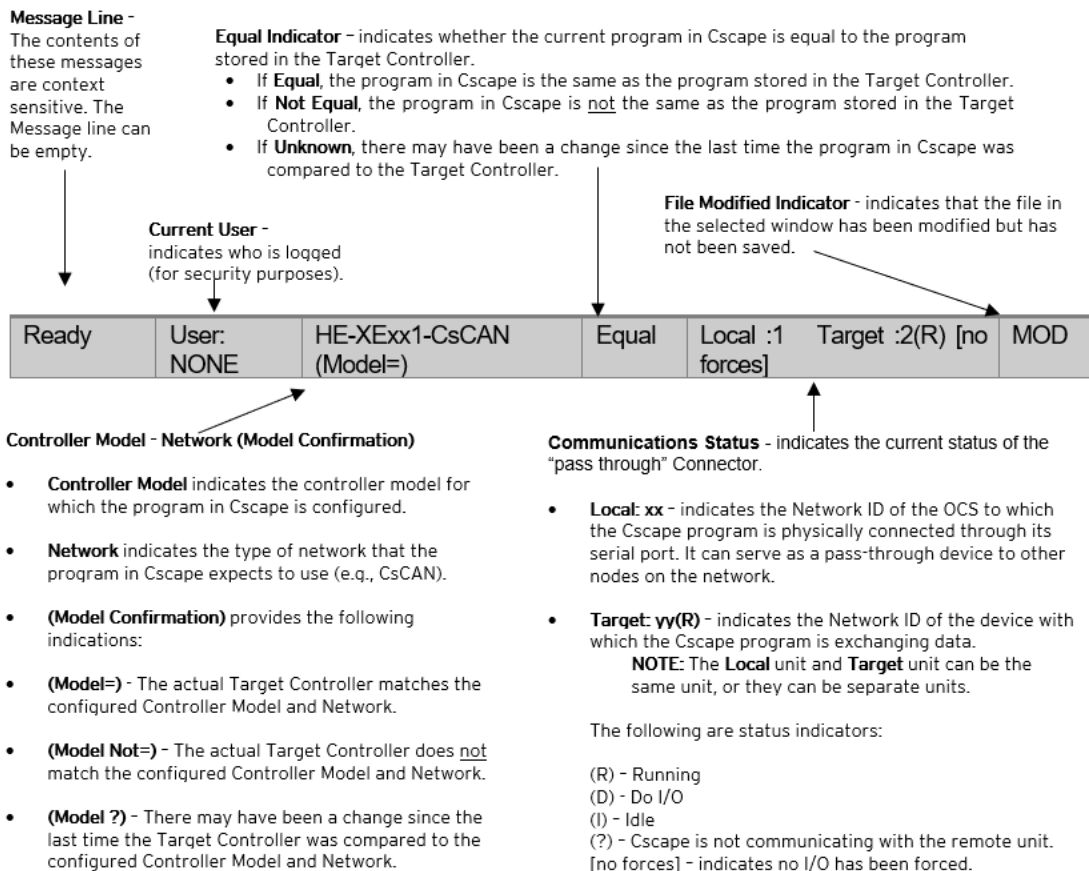 Message Line -
The contents of
these messages
are context
sensitive. The
Message line can
be empty.
Equal Indicator – indicates whether the current program in Cscape is equal to the program
stored in the Target Controller.
• If Equal, the program in Cscape is the same as the program stored in the Target Controller.
• If Not Equal, the program in Cscape is not the same as the program stored in the Target
Controller.
• If Unknown, there may have been a change since the last time the program in Cscape was
compared to the Target Controller.
File Modified Indicator - indicates that the file in
the selected window has been modified but has
not been saved.
Current User -
indicates who is logged
(for security purposes).
Ready
User:
NONE
HE-XExx1-CsCAN
(Model=)
Equal
Local :1 Target :2(R) [no
forces]
MOD
Controller Model - Network (Model Confirmation)
• Controller Model indicates the controller model for
which the program in Cscape is configured.
• Network indicates the type of network that the
program in Cscape expects to use (e.g., CsCAN).
• (Model Confirmation) provides the following
indications:
• (Model=) - The actual Target Controller matches the
configured Controller Model and Network.
• (Model Not=) – The actual Target Controller does not
match the configured Controller Model and Network.
• (Model ?) – There may have been a change since the
last time the Target Controller was compared to the
configured Controller Model and Network.
Communications Status - indicates the current status of the
“pass through” Connector.
• Local: xx – indicates the Network ID of the OCS to which
the Cscape program is physically connected through its
serial port. It can serve as a pass-through device to other
nodes on the network.
• Target: yy(R) – indicates the Network ID of the device with
which the Cscape program is exchanging data.
NOTE: The Local unit and Target unit can be the
same unit, or they can be separate units.
The following are status indicators:
(R) – Running
(D) - Do I/O
(I) – Idle
(?) – Cscape is not communicating with the remote unit.
[no forces] – indicates no I/O has been forced.